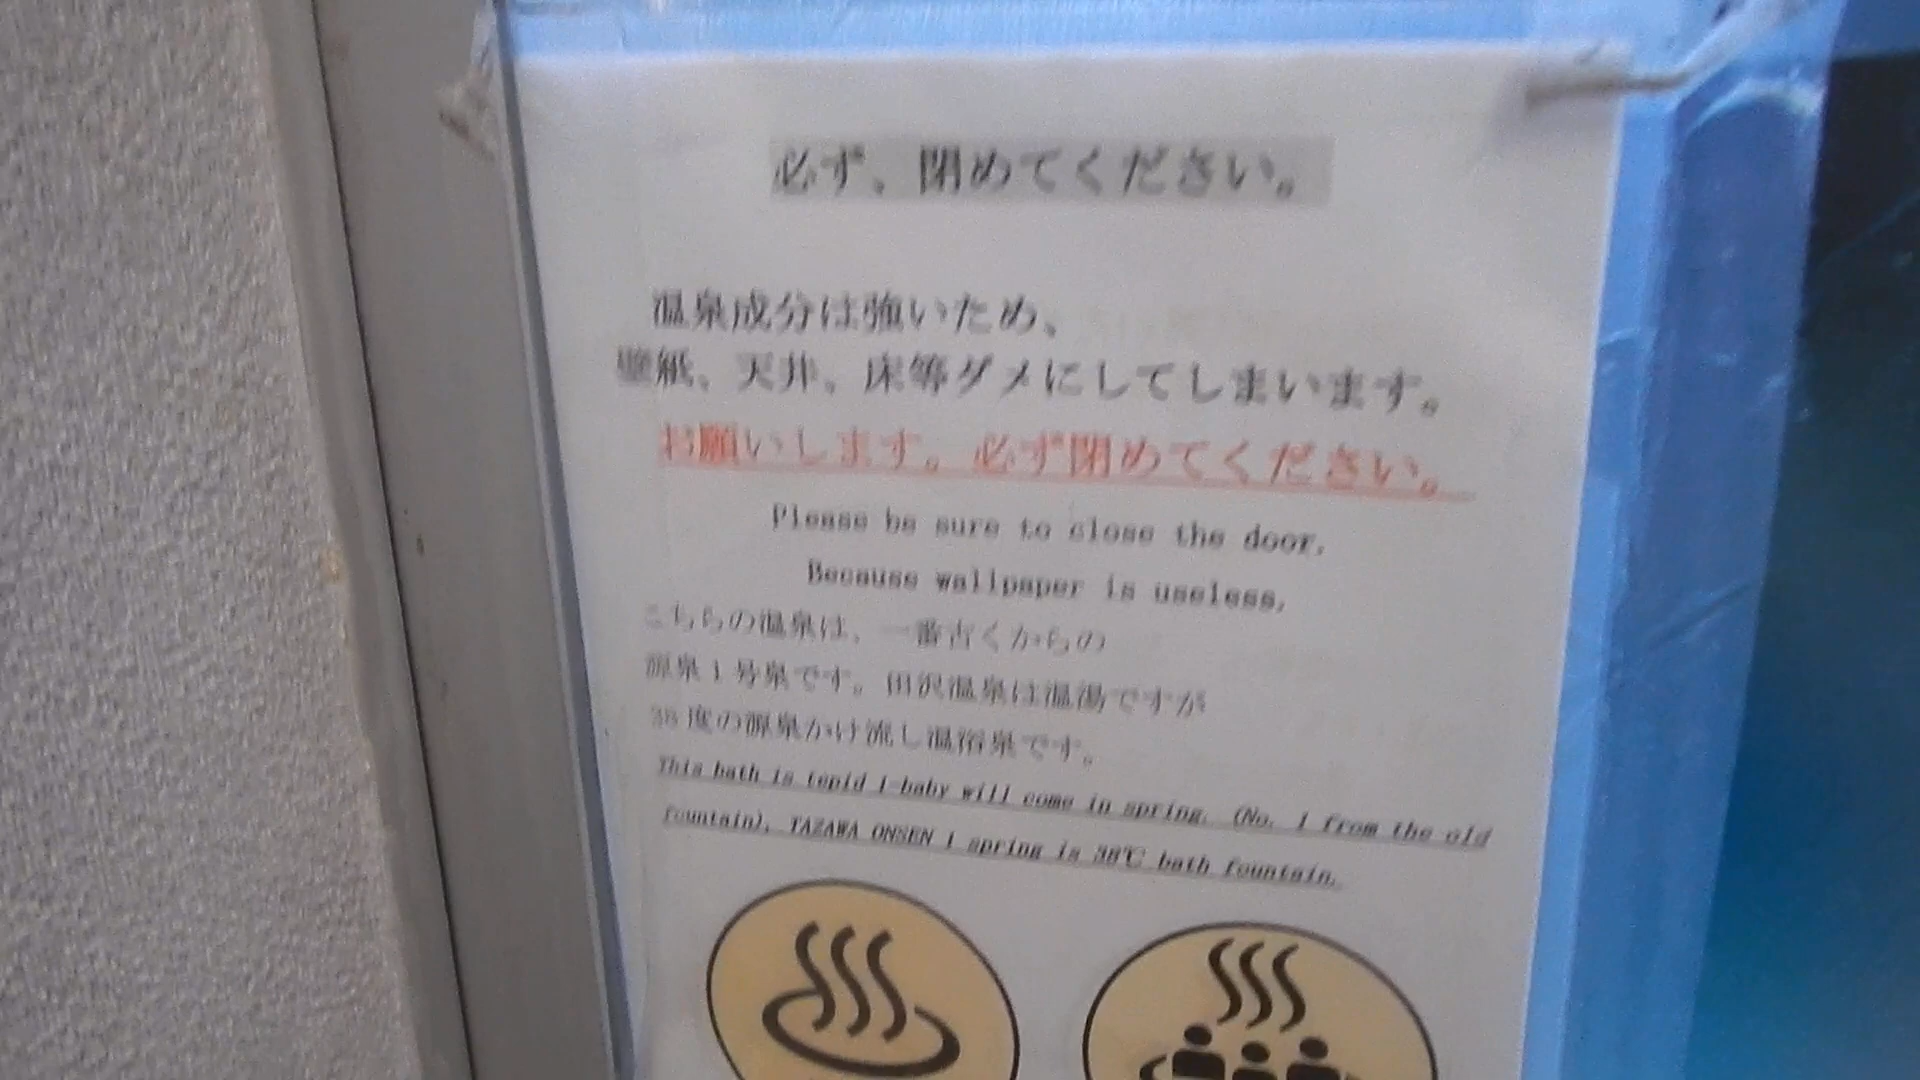 必ず、閉めてください。
温泉成分は強いため、
壁紙、天井、床等ダメにしてしまいます。
お願いします。必ず閉めてください。
Please be sure to close the door.
Because wallpaper is useless.
こちらの温泉は、一番古くからの
源泉1号泉です。田沢温泉は温湯ですが
38度の源泉かけ流し温浴泉です。
This bath is tepid I-baby will come in spring. (No. 1 from the old
fountain), TAZAWA ONSEN 1 spring is 38℃ bath fountain.